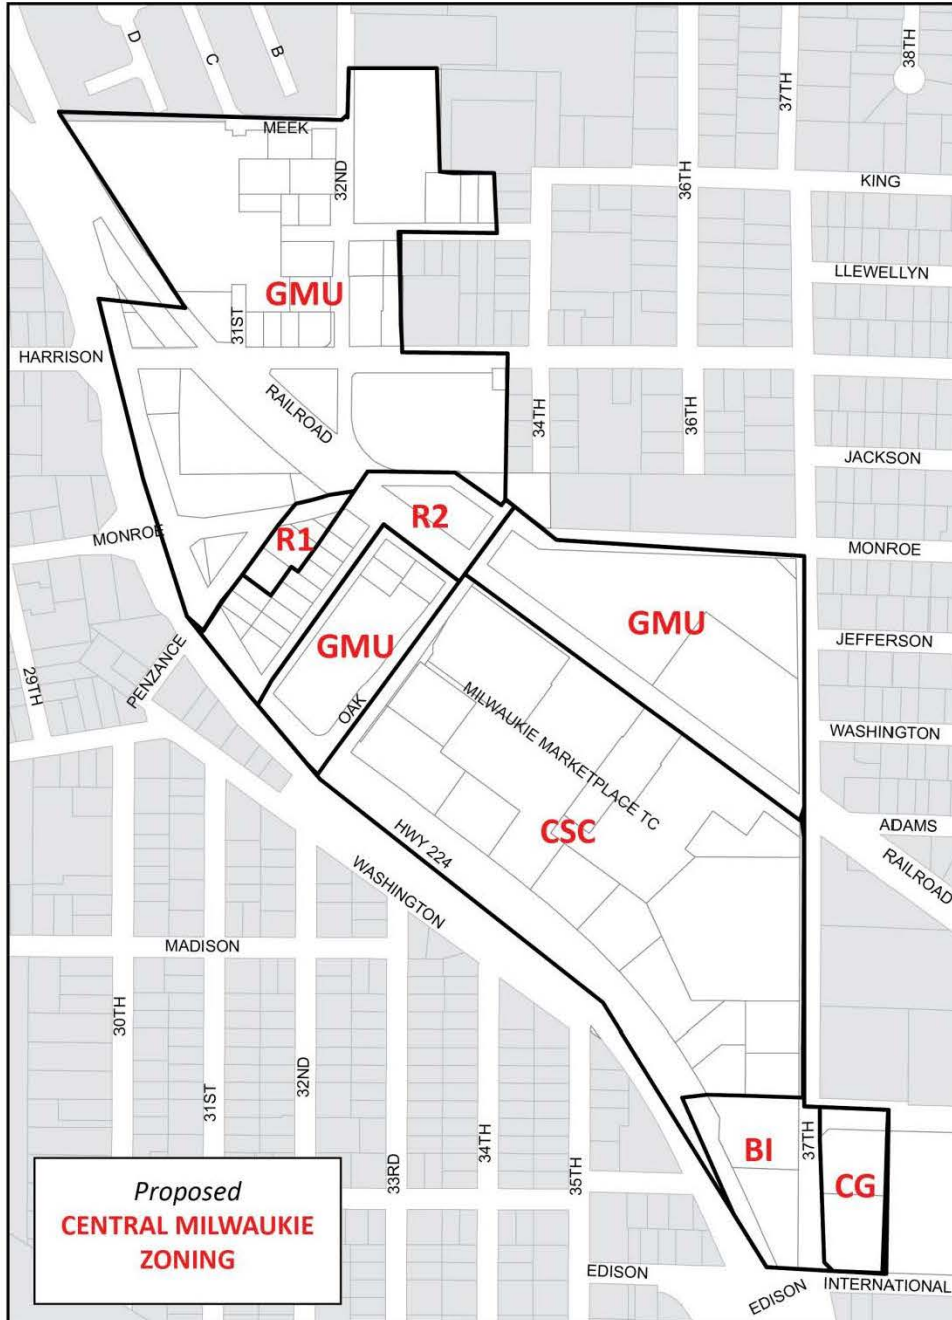 D
C
B
38TH
37TH
MEEK
32ND
36TH
KING
LLEWELLYN
GMU
31ST
HARRISON
RAILROAD
34TH
36TH
JACKSON
R2
MONROE
R1
MONROE
GMU
JEFFERSON
GMU
PENZANCE
29TH
OAK
MILWAUKIE MARKETPLACE TC
WASHINGTON
CSC
HWY 224
ADAMS
RAILROAD
WASHINGTON
MADISON
30TH
31ST
32ND
33RD
34TH
35TH
37TH
BI
CG
Proposed
CENTRAL MILWAUKIE
ZONING
EDISON
EDISON
INTERNATIONAL